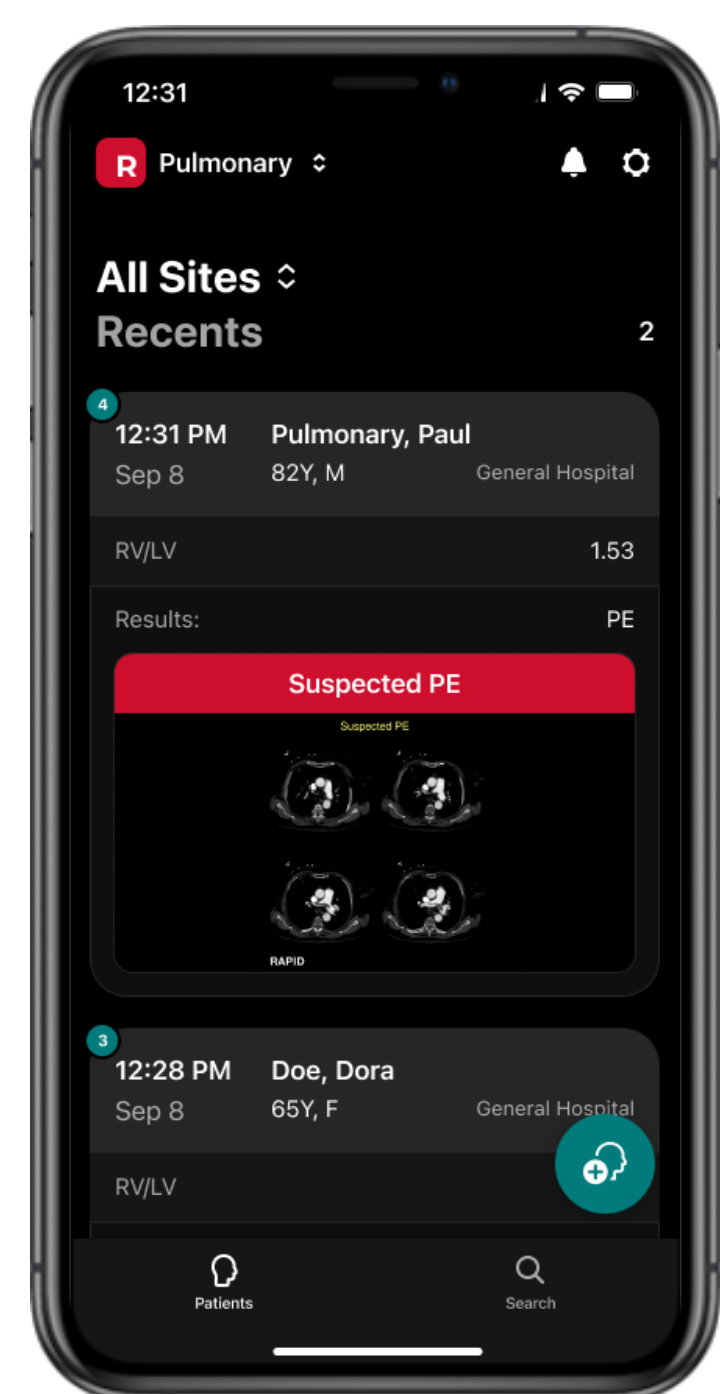 12:31
R Pulmonary
All Sites
Recents 2
4
12:31 PM Pulmonary, Paul
Sep 8 82Y, M General Hospital
RV/LV 1.53
Results: PE
Suspected PE
Suspected PE
RAPID
3
12:28 PM Doe, Dora
Sep 8 65Y, F General Hospital
RV/LV
Patients Search